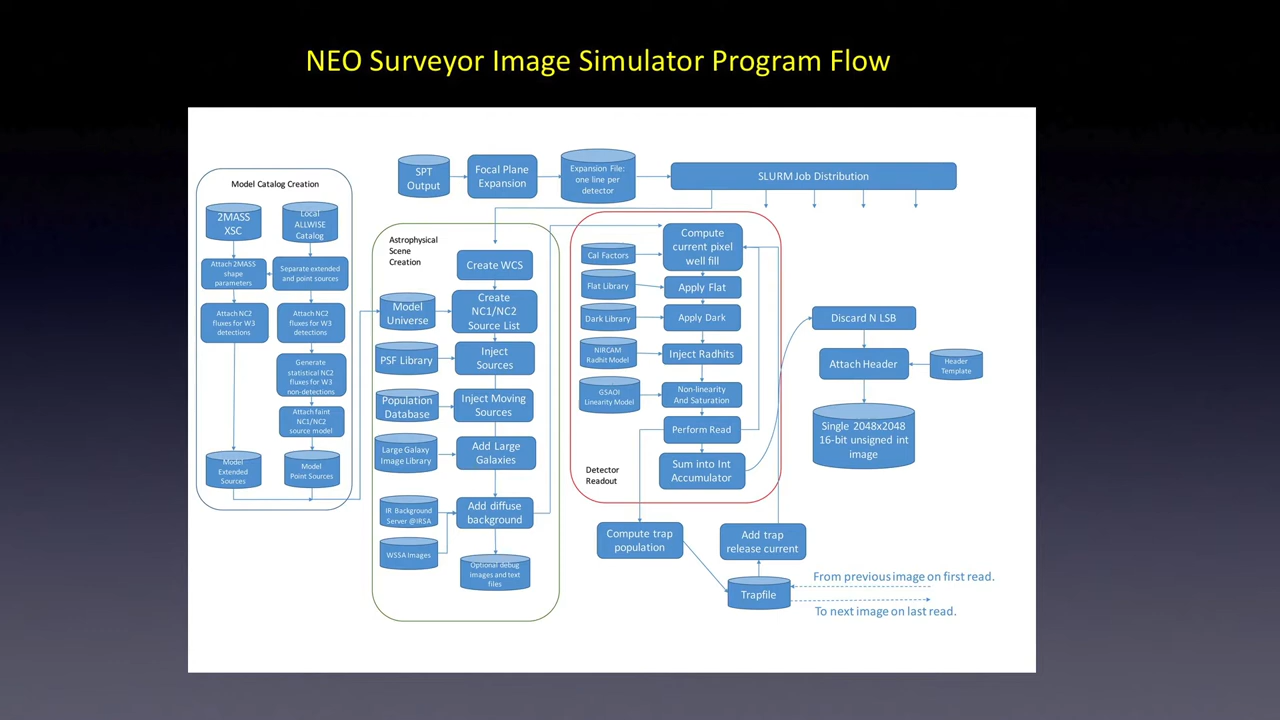 NEO Surveyor Image Simulator Program Flow
SPT
Output
Focal Plane
Expansion
Expansion File:
one line per
detector
SLURM Job Distribution
Model Catalog Creation
2MASS
XSC
Local
ALLWISE
Catalog
Attach 2MASS
shape
parameters
Separate extended
and point sources
Attach NC2
fluxes for W3
detections
Attach NC2
fluxes for W3
detections
Generate
statistical NC2
fluxes for W3
non-detections
Attach faint
NC1/NC2
source model
Model
Extended
Sources
Model
Point Sources
Astrophysical
Scene
Creation
Create WCS
Model
Universe
Create
NC1/NC2
Source List
PSF Library
Inject
Sources
Population
Database
Inject Moving
Sources
Large Galaxy
Image Library
Add Large
Galaxies
IR Background
Server @IRSA
Add diffuse
background
WSSA Images
Optional debug
images and text
files
Compute
current pixel
well fill
Cal Factors
Flat Library
Apply Flat
Dark Library
Apply Dark
NIRCAM
Radhit Model
Inject Radhits
GSAOI
Linearity Model
Non-linearity
And Saturation
Perform Read
Detector
Readout
Sum into Int
Accumulator
Compute trap
population
Add trap
release current
Trapfile
Discard N LSB
Attach Header
Header
Template
Single 2048x2048
16-bit unsigned int
image
From previous image on first read.
To next image on last read.